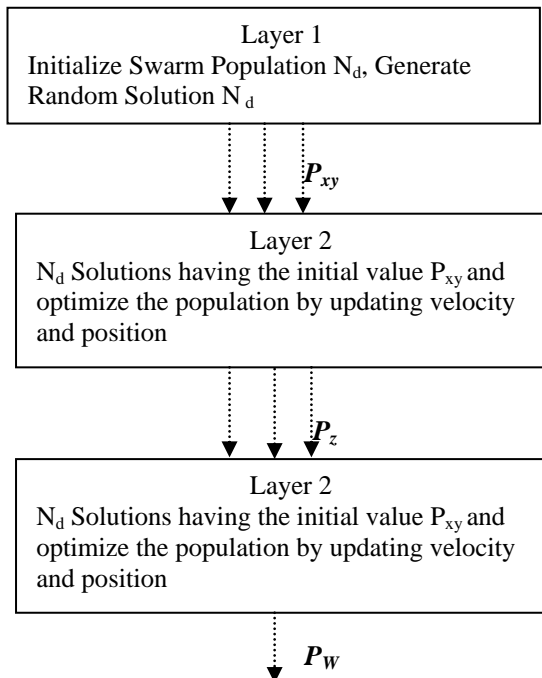 Layer 1
Initialize Swarm Population N_d, Generate
Random Solution N_d
P_xy
Layer 2
N_d Solutions having the initial value P_xy and
optimize the population by updating velocity
and position
P_z
Layer 2
N_d Solutions having the initial value P_xy and
optimize the population by updating velocity
and position
P_W